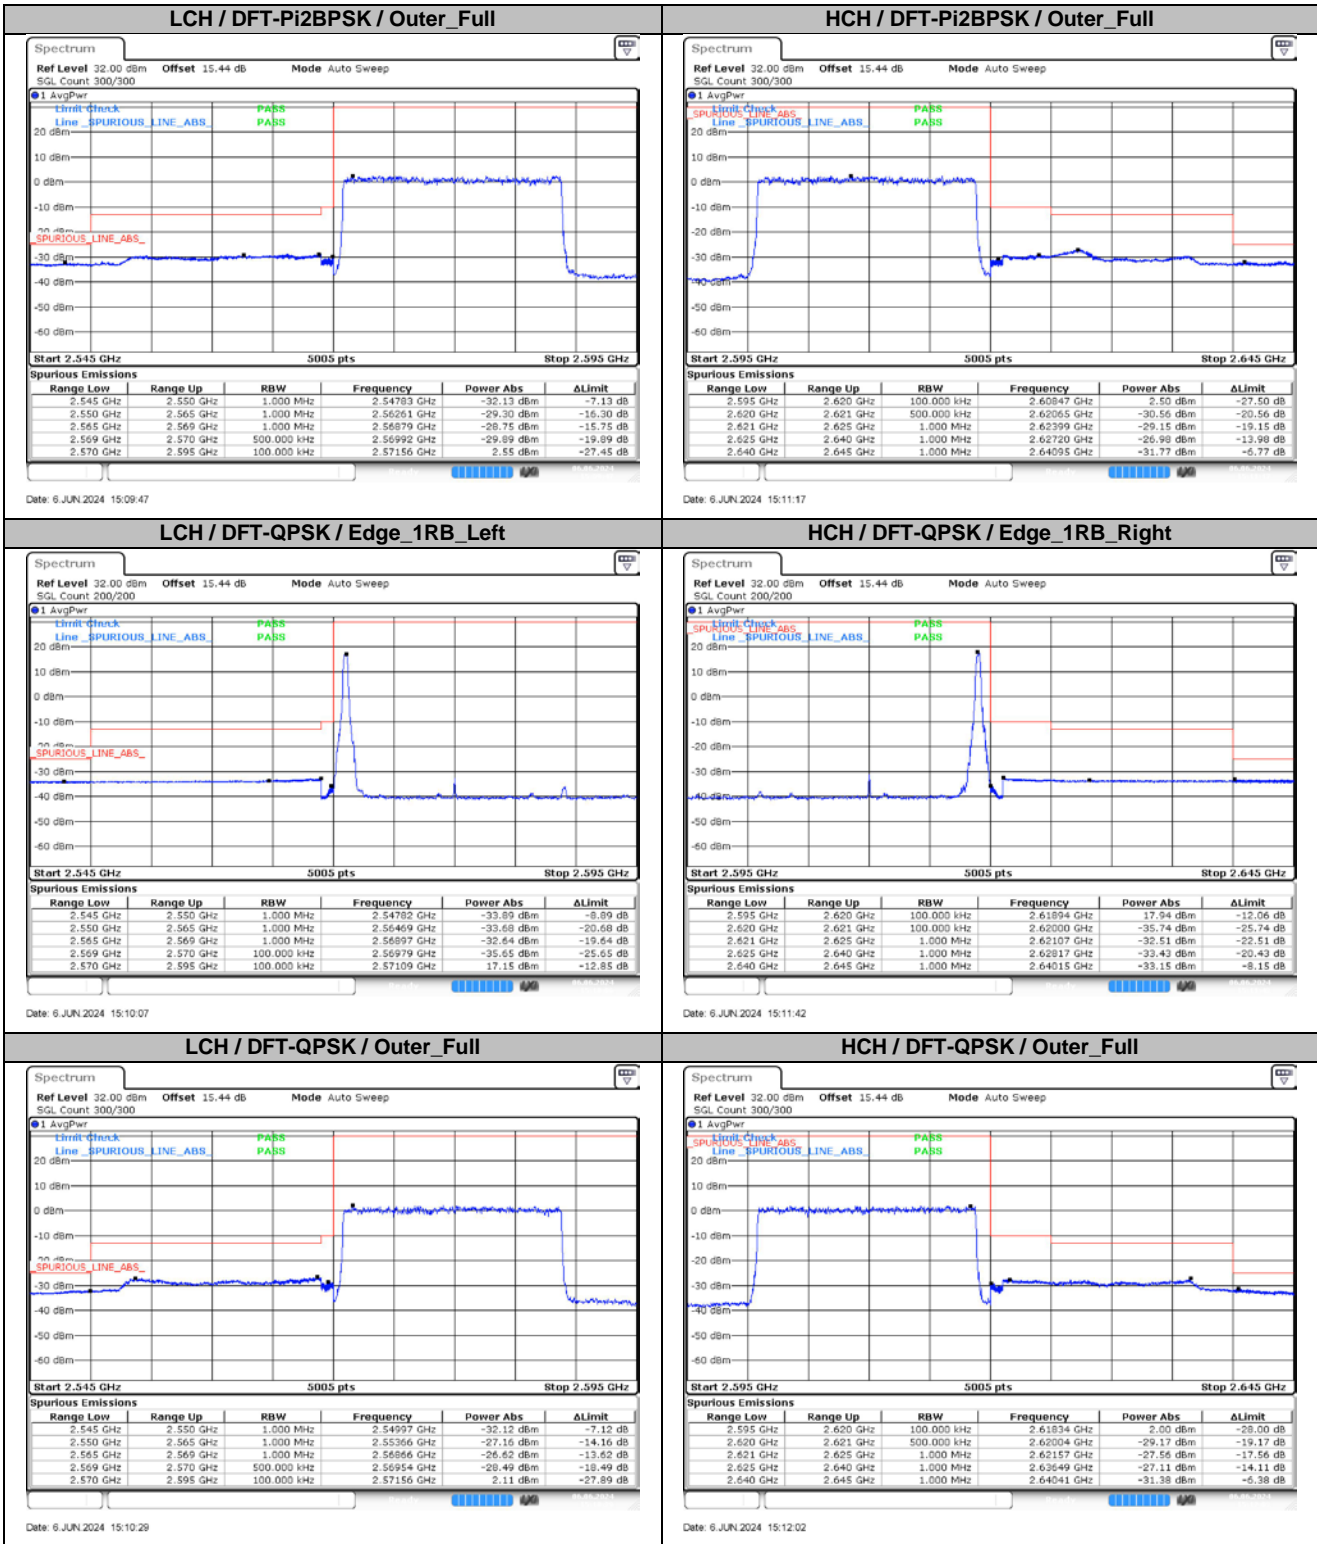 LCH / DFT-Pi2BPSK / Outer_Full
HCH / DFT-Pi2BPSK / Outer_Full
Spectrum
Ref Level 32.00 dBm Offset 15.44 dB Mode Auto Sweep
SGL Count 300/300
1 AvgPwr
Limit Check PASS
Line _SPURIOUS_LINE_ABS_ PASS
20 dBm
10 dBm
0 dBm
-10 dBm
-20 dBm
_SPURIOUS_LINE_ABS_
-30 dBm
-40 dBm
-50 dBm
-60 dBm
Start 2.545 GHz 5005 pts Stop 2.595 GHz
Spurious Emissions
Range Low Range Up RBW Frequency Power Abs ΔLimit
2.545 GHz 2.550 GHz 1.000 MHz 2.54783 GHz -32.13 dBm -7.13 dB
2.550 GHz 2.565 GHz 1.000 MHz 2.56261 GHz -29.30 dBm -16.30 dB
2.565 GHz 2.569 GHz 1.000 MHz 2.56879 GHz -28.75 dBm -15.75 dB
2.569 GHz 2.570 GHz 500.000 kHz 2.56992 GHz -29.89 dBm -19.89 dB
2.570 GHz 2.595 GHz 100.000 kHz 2.57156 GHz 2.55 dBm -27.45 dB
Date: 6.JUN.2024 15:09:47
Spectrum
Ref Level 32.00 dBm Offset 15.44 dB Mode Auto Sweep
SGL Count 300/300
1 AvgPwr
Limit Check PASS
_SPURIOUS_LINE_ABS_
Line _SPURIOUS_LINE_ABS_ PASS
20 dBm
10 dBm
0 dBm
-10 dBm
-20 dBm
-30 dBm
-40 dBm
-50 dBm
-60 dBm
Start 2.595 GHz 5005 pts Stop 2.645 GHz
Spurious Emissions
Range Low Range Up RBW Frequency Power Abs ΔLimit
2.595 GHz 2.620 GHz 100.000 kHz 2.60847 GHz 2.50 dBm -27.50 dB
2.620 GHz 2.621 GHz 500.000 kHz 2.62065 GHz -30.56 dBm -20.56 dB
2.621 GHz 2.625 GHz 1.000 MHz 2.62399 GHz -29.15 dBm -19.15 dB
2.625 GHz 2.640 GHz 1.000 MHz 2.62720 GHz -26.98 dBm -13.98 dB
2.640 GHz 2.645 GHz 1.000 MHz 2.64095 GHz -31.77 dBm -6.77 dB
Date: 6.JUN.2024 15:11:17
LCH / DFT-QPSK / Edge_1RB_Left
HCH / DFT-QPSK / Edge_1RB_Right
Spectrum
Ref Level 32.00 dBm Offset 15.44 dB Mode Auto Sweep
SGL Count 200/200
1 AvgPwr
Limit Check PASS
Line _SPURIOUS_LINE_ABS_ PASS
20 dBm
10 dBm
0 dBm
-10 dBm
-20 dBm
_SPURIOUS_LINE_ABS_
-30 dBm
-40 dBm
-50 dBm
-60 dBm
Start 2.545 GHz 5005 pts Stop 2.595 GHz
Spurious Emissions
Range Low Range Up RBW Frequency Power Abs ΔLimit
2.545 GHz 2.550 GHz 1.000 MHz 2.54782 GHz -33.89 dBm -8.89 dB
2.550 GHz 2.565 GHz 1.000 MHz 2.56469 GHz -33.68 dBm -20.68 dB
2.565 GHz 2.569 GHz 1.000 MHz 2.56897 GHz -32.64 dBm -19.64 dB
2.569 GHz 2.570 GHz 100.000 kHz 2.56979 GHz -35.65 dBm -25.65 dB
2.570 GHz 2.595 GHz 100.000 kHz 2.57109 GHz 17.15 dBm -12.85 dB
Date: 6.JUN.2024 15:10:07
Spectrum
Ref Level 32.00 dBm Offset 15.44 dB Mode Auto Sweep
SGL Count 200/200
1 AvgPwr
Limit Check PASS
_SPURIOUS_LINE_ABS_
Line _SPURIOUS_LINE_ABS_ PASS
20 dBm
10 dBm
0 dBm
-10 dBm
-20 dBm
-30 dBm
-40 dBm
-50 dBm
-60 dBm
Start 2.595 GHz 5005 pts Stop 2.645 GHz
Spurious Emissions
Range Low Range Up RBW Frequency Power Abs ΔLimit
2.595 GHz 2.620 GHz 100.000 kHz 2.61894 GHz 17.94 dBm -12.06 dB
2.620 GHz 2.621 GHz 100.000 kHz 2.62000 GHz -35.74 dBm -25.74 dB
2.621 GHz 2.625 GHz 1.000 MHz 2.62107 GHz -32.51 dBm -22.51 dB
2.625 GHz 2.640 GHz 1.000 MHz 2.62817 GHz -33.43 dBm -20.43 dB
2.640 GHz 2.645 GHz 1.000 MHz 2.64015 GHz -33.15 dBm -8.15 dB
Date: 6.JUN.2024 15:11:42
LCH / DFT-QPSK / Outer_Full
HCH / DFT-QPSK / Outer_Full
Spectrum
Ref Level 32.00 dBm Offset 15.44 dB Mode Auto Sweep
SGL Count 300/300
1 AvgPwr
Limit Check PASS
Line _SPURIOUS_LINE_ABS_ PASS
20 dBm
10 dBm
0 dBm
-10 dBm
-20 dBm
_SPURIOUS_LINE_ABS_
-30 dBm
-40 dBm
-50 dBm
-60 dBm
Start 2.545 GHz 5005 pts Stop 2.595 GHz
Spurious Emissions
Range Low Range Up RBW Frequency Power Abs ΔLimit
2.545 GHz 2.550 GHz 1.000 MHz 2.54997 GHz -32.12 dBm -7.12 dB
2.550 GHz 2.565 GHz 1.000 MHz 2.55366 GHz -27.16 dBm -14.16 dB
2.565 GHz 2.569 GHz 1.000 MHz 2.56866 GHz -26.62 dBm -13.62 dB
2.569 GHz 2.570 GHz 500.000 kHz 2.56954 GHz -28.49 dBm -18.49 dB
2.570 GHz 2.595 GHz 100.000 kHz 2.57156 GHz 2.11 dBm -27.89 dB
Date: 6.JUN.2024 15:10:29
Spectrum
Ref Level 32.00 dBm Offset 15.44 dB Mode Auto Sweep
SGL Count 300/300
1 AvgPwr
Limit Check PASS
_SPURIOUS_LINE_ABS_
Line _SPURIOUS_LINE_ABS_ PASS
20 dBm
10 dBm
0 dBm
-10 dBm
-20 dBm
-30 dBm
-40 dBm
-50 dBm
-60 dBm
Start 2.595 GHz 5005 pts Stop 2.645 GHz
Spurious Emissions
Range Low Range Up RBW Frequency Power Abs ΔLimit
2.595 GHz 2.620 GHz 100.000 kHz 2.61834 GHz 2.00 dBm -28.00 dB
2.620 GHz 2.621 GHz 500.000 kHz 2.62004 GHz -29.17 dBm -19.17 dB
2.621 GHz 2.625 GHz 1.000 MHz 2.62157 GHz -27.56 dBm -17.56 dB
2.625 GHz 2.640 GHz 1.000 MHz 2.63649 GHz -27.11 dBm -14.11 dB
2.640 GHz 2.645 GHz 1.000 MHz 2.64041 GHz -31.38 dBm -6.38 dB
Date: 6.JUN.2024 15:12:02